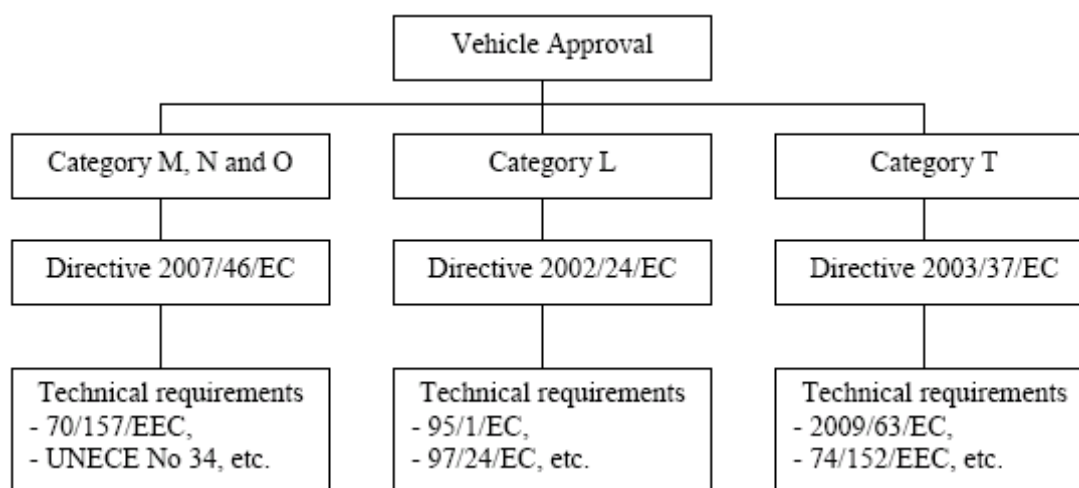 Vehicle Approval
Category M, N and O
Category L
Category T
Directive 2007/46/EC
Directive 2002/24/EC
Directive 2003/37/EC
Technical requirements
- 70/157/EEC,
- UNECE No 34, etc.
Technical requirements
- 95/1/EC,
- 97/24/EC, etc.
Technical requirements
- 2009/63/EC,
- 74/152/EEC, etc.